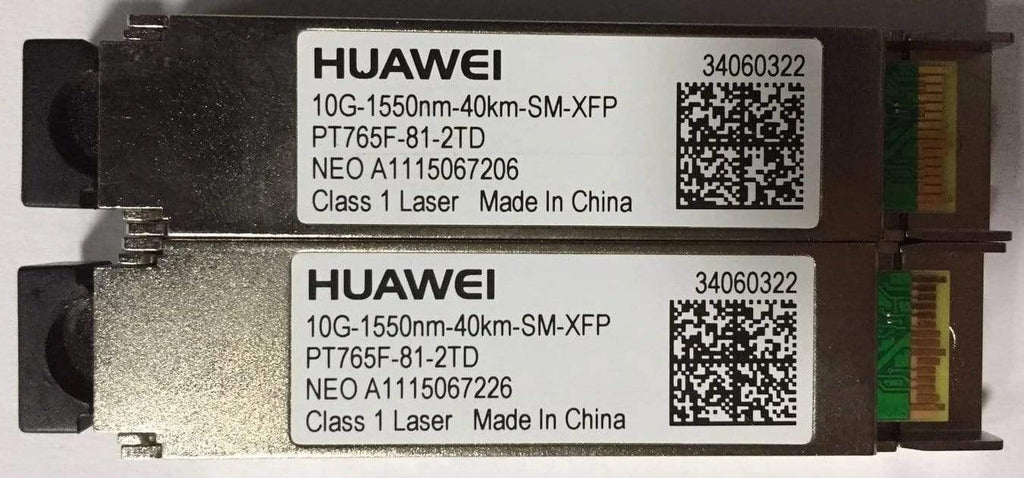 HUAWEI 34060322
10G-1550nm-40km-SM-XFP
PT765F-81-2TD
NEO A1115067206
Class 1 Laser Made In China
HUAWEI 34060322
10G-1550nm-40km-SM-XFP
PT765F-81-2TD
NEO A1115067226
Class 1 Laser Made In China